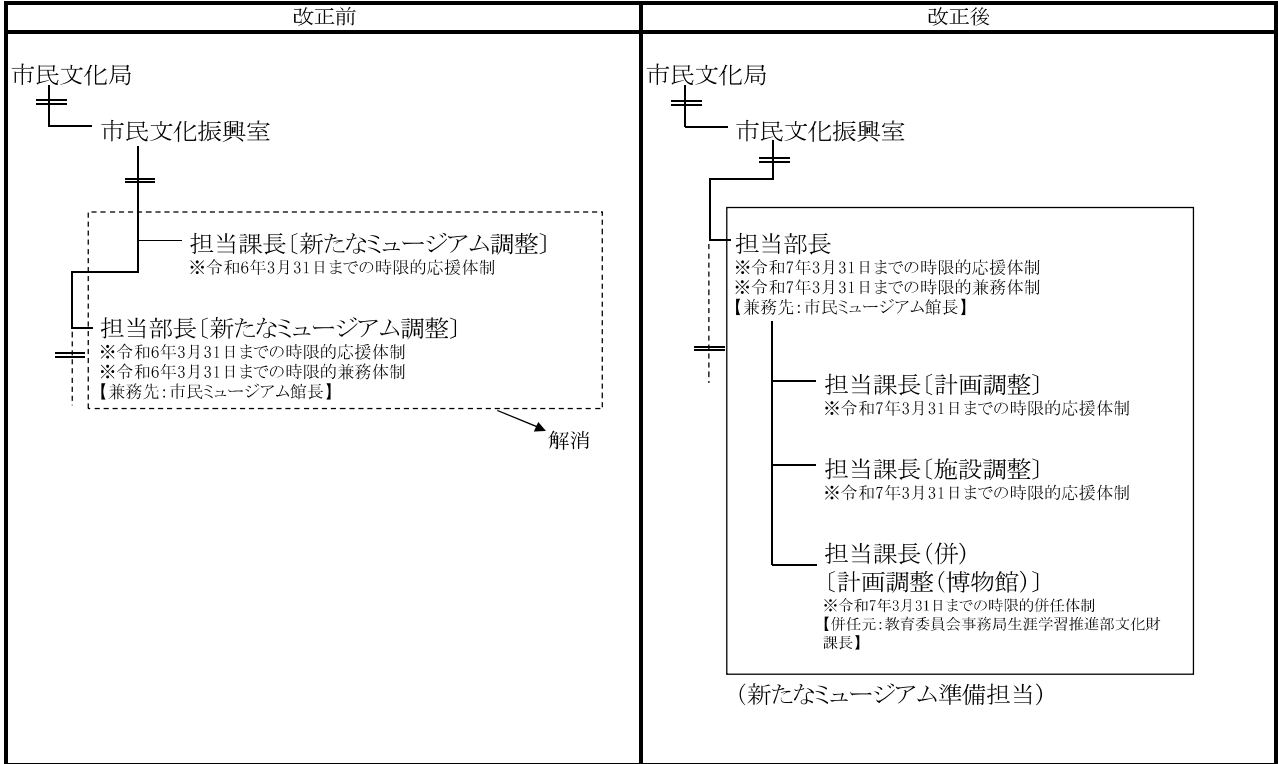 改正前
市民文化局
市民文化振興室
担当課長〔新たなミュージアム調整〕
※令和6年3月31日までの時限的応援体制
担当部長〔新たなミュージアム調整〕
※令和6年3月31日までの時限的応援体制
※令和6年3月31日までの時限的兼務体制
【兼務先:市民ミュージアム館長】
解消
改正後
市民文化局
市民文化振興室
担当部長
※令和7年3月31日までの時限的応援体制
※令和7年3月31日までの時限的兼務体制
【兼務先:市民ミュージアム館長】
担当課長〔計画調整〕
※令和7年3月31日までの時限的応援体制
担当課長〔施設調整〕
※令和7年3月31日までの時限的応援体制
担当課長(併)
〔計画調整(博物館)〕
※令和7年3月31日までの時限的併任体制
【併任元:教育委員会事務局生涯学習推進部文化財
課長】
(新たなミュージアム準備担当)